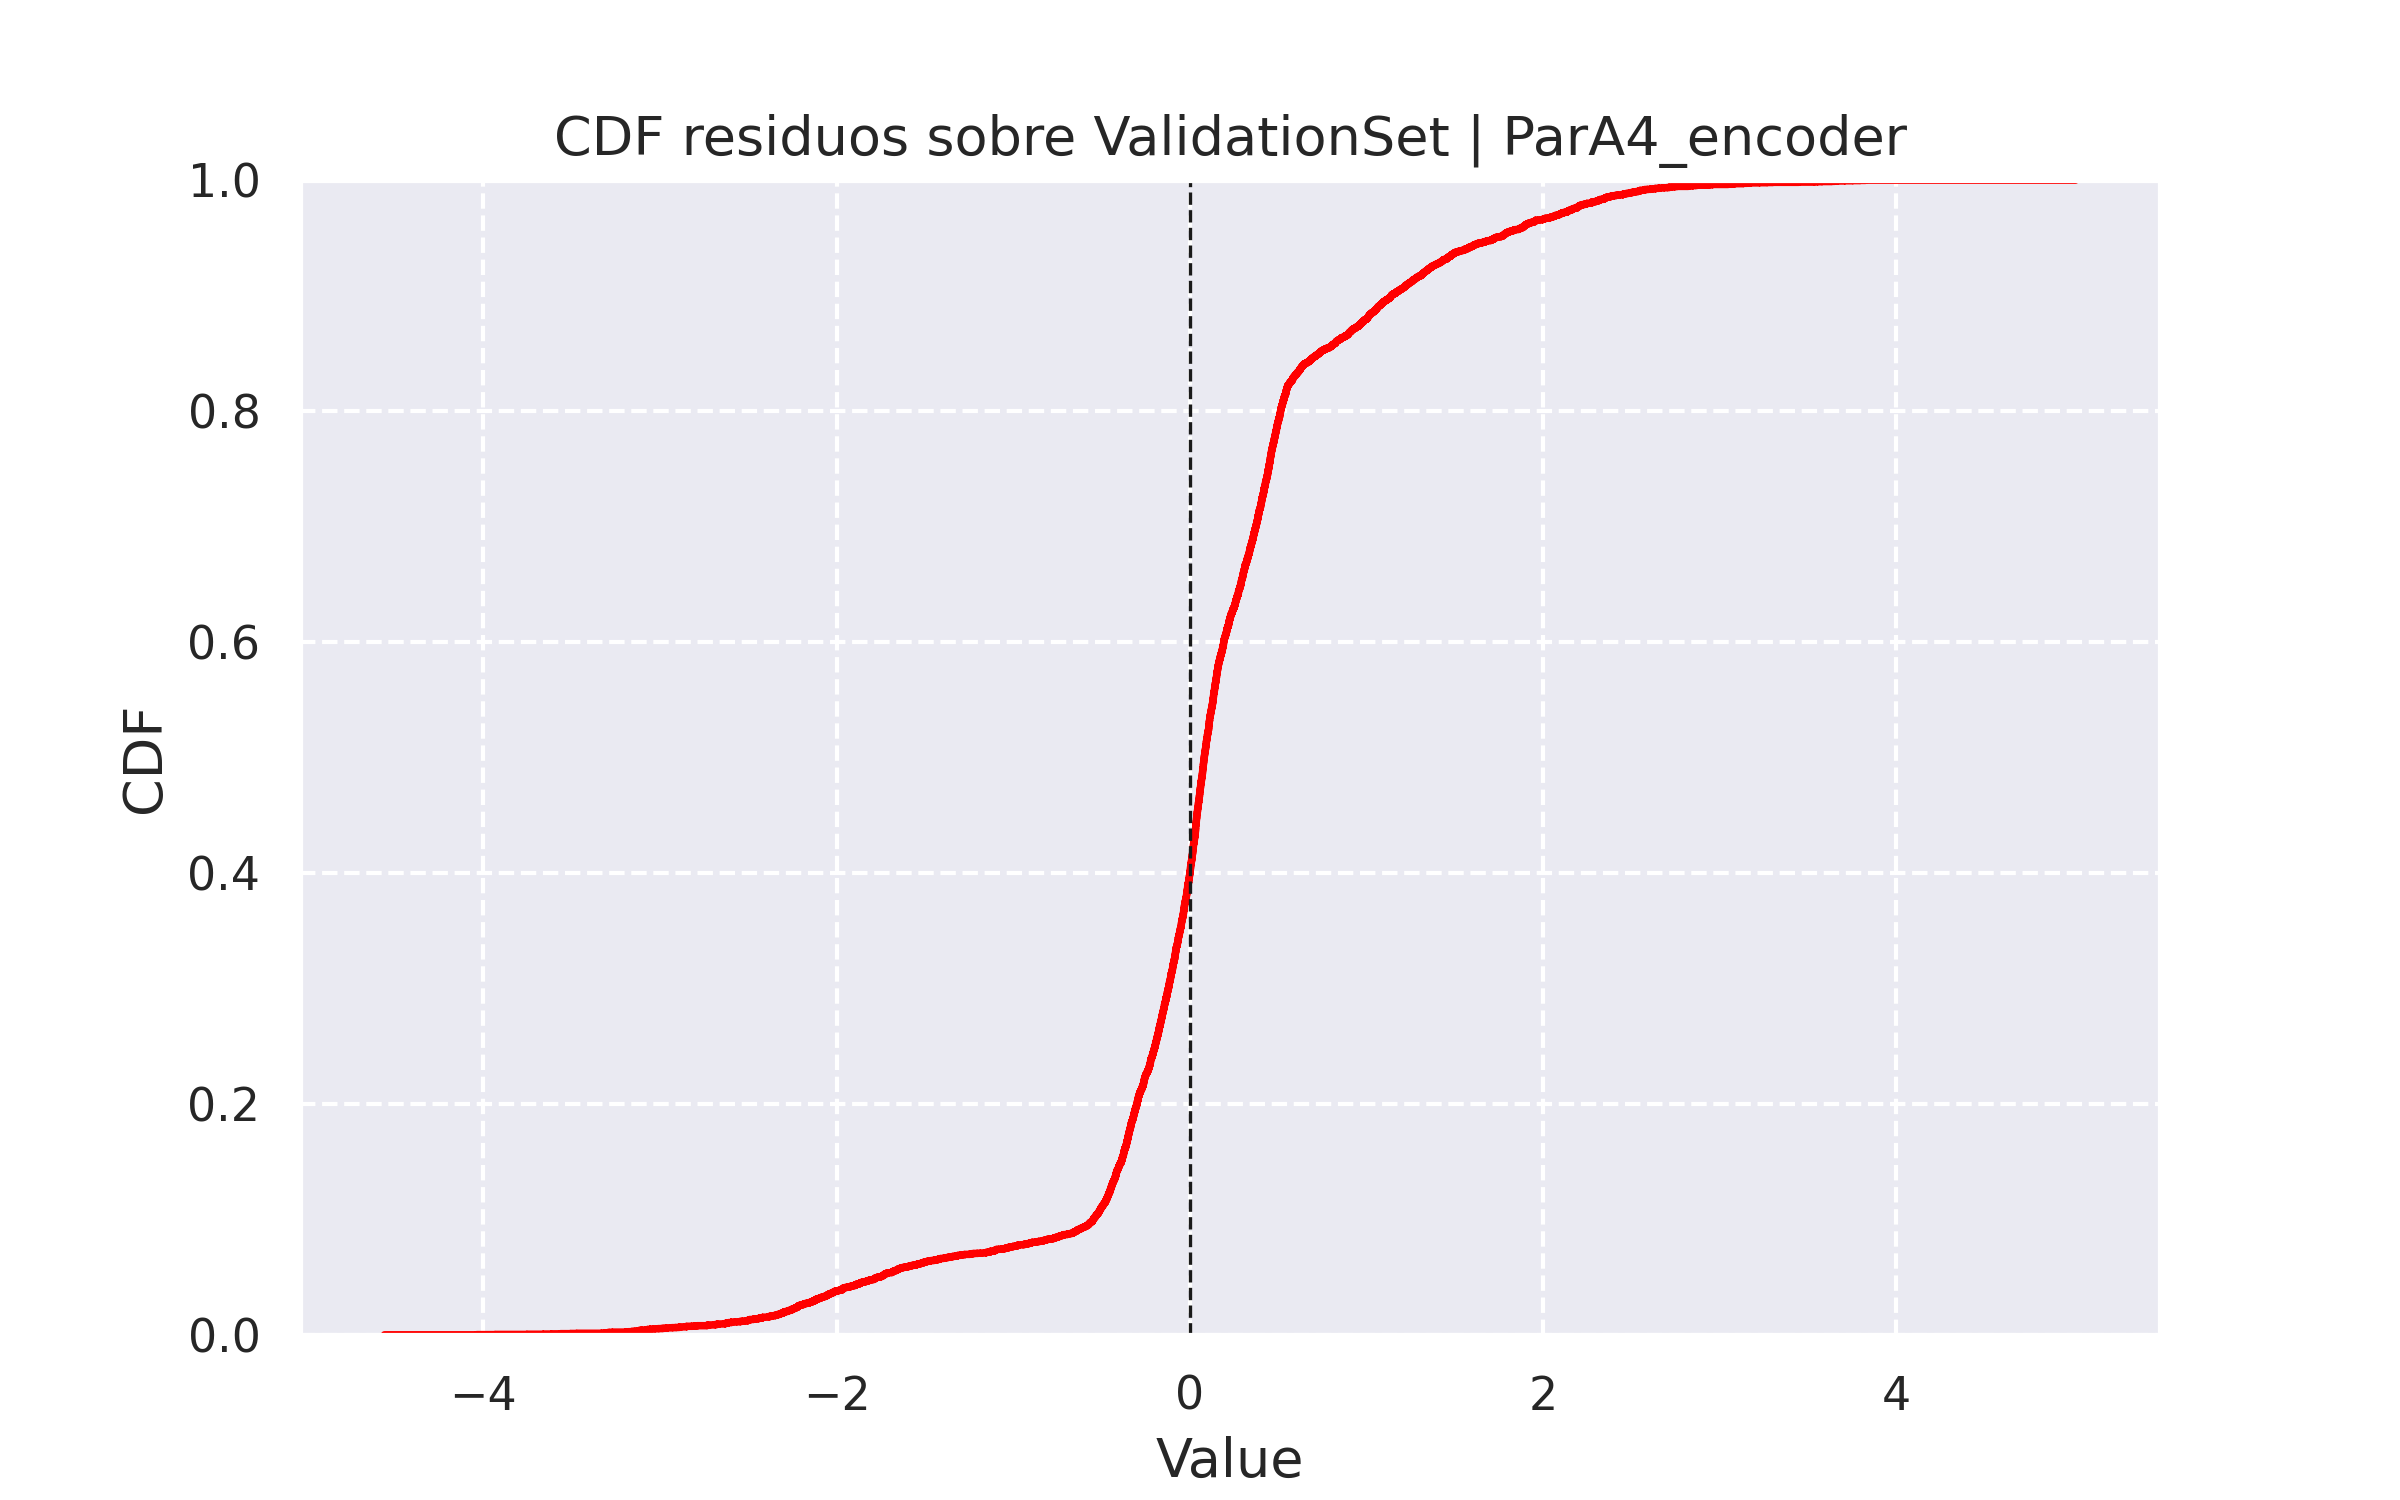 CDF residuos sobre ValidationSet | ParA4_encoder
1.0
0.8
0.6
0.4
0.2
0.0
CDF
−4 −2 0 2 4
Value